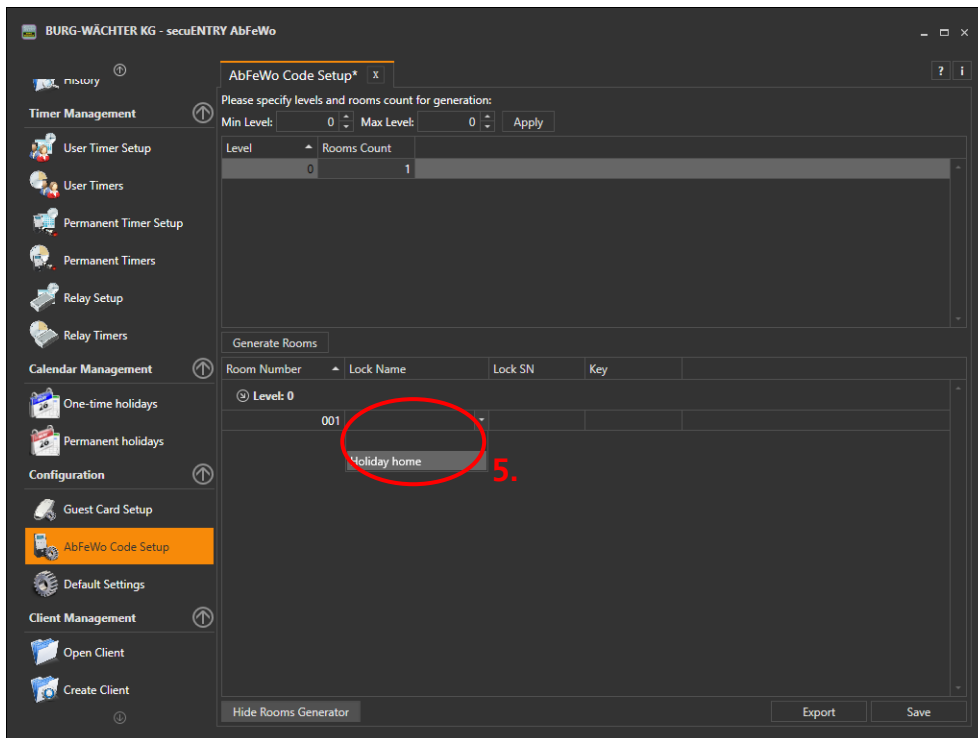 BURG-WÄCHTER KG - secuENTRY AbFeWo
History
Timer Management
User Timer Setup
User Timers
Permanent Timer Setup
Permanent Timers
Relay Setup
Relay Timers
Calendar Management
One-time holidays
Permanent holidays
Configuration
Guest Card Setup
AbFeWo Code Setup
Default Settings
Client Management
Open Client
Create Client
AbFeWo Code Setup* x
? i
Please specify levels and rooms count for generation:
Min Level: 0 Max Level: 0 Apply
Level Rooms Count
0 1
Generate Rooms
Room Number Lock Name Lock SN Key
Level: 0
001
Holiday home
5.
Hide Rooms Generator Export Save